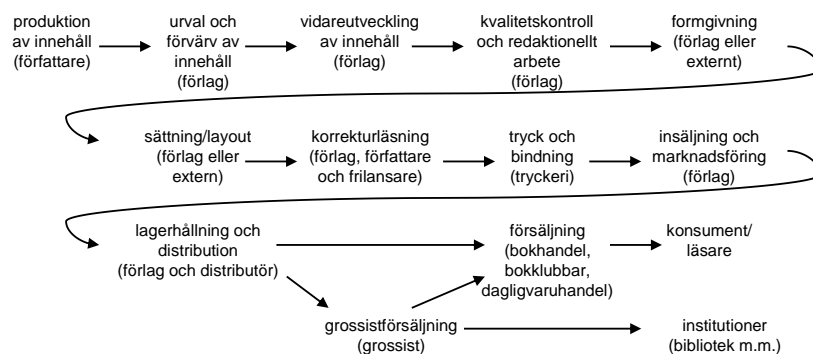 produktion
av innehåll
(författare)
urval och
förvärv av
innehåll
(förlag)
vidareutveckling
av innehåll
(förlag)
kvalitetskontroll
och redaktionellt
arbete
(förlag)
formgivning
(förlag eller
externt)
sättning/layout
(förlag eller
extern)
korrekturläsning
(förlag, författare
och frilansare)
tryck och
bindning
(tryckeri)
insäljning och
marknadsföring
(förlag)
lagerhållning och
distribution
(förlag och distributör)
försäljning
(bokhandel,
bokklubbar,
dagligvaruhandel)
konsument/
läsare
grossistförsäljning
(grossist)
institutioner
(bibliotek m.m.)